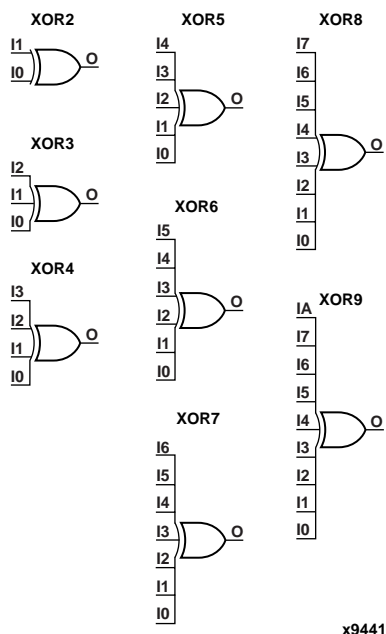 XOR2
I1
I0
O
XOR3
I2
I1
I0
O
XOR4
I3
I2
I1
I0
O
XOR5
I4
I3
I2
I1
I0
O
XOR6
I5
I4
I3
I2
I1
I0
O
XOR7
I6
I5
I4
I3
I2
I1
I0
O
XOR8
I7
I6
I5
I4
I3
I2
I1
I0
O
XOR9
IA
I7
I6
I5
I4
I3
I2
I1
I0
O
x9441